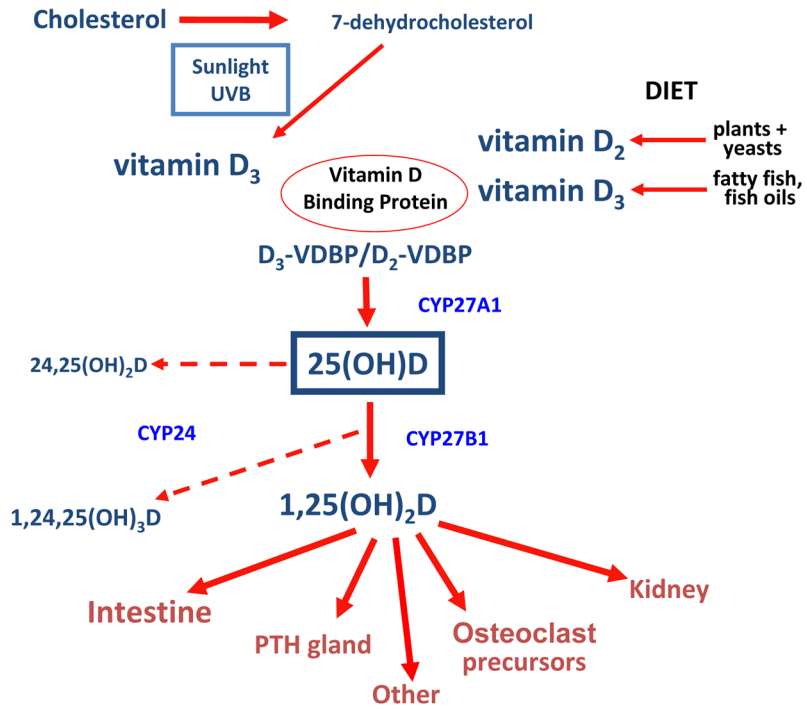 Cholesterol
7-dehydrocholesterol
Sunlight
UVB
DIET
vitamin D₃
Vitamin D
Binding Protein
vitamin D₂
plants +
yeasts
vitamin D₃
fatty fish,
fish oils
D₃-VDBP/D₂-VDBP
CYP27A1
24,25(OH)₂D
25(OH)D
CYP24
CYP27B1
1,24,25(OH)₃D
1,25(OH)₂D
Intestine
PTH gland
Other
Osteoclast
precursors
Kidney